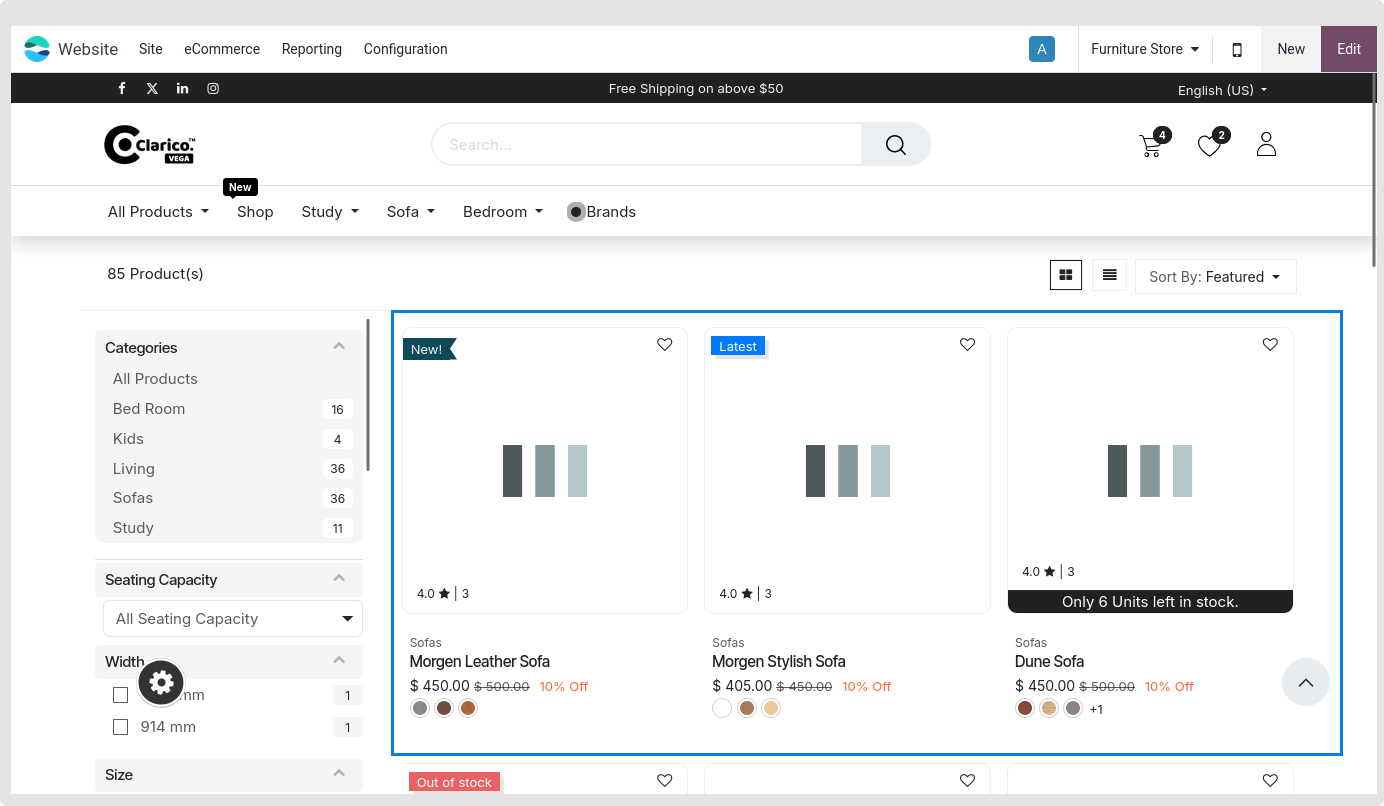 Website Site eCommerce Reporting Configuration A Furniture Store New Edit
Free Shipping on above $50 English (US)
Clarico.™ VEGA Search... 4 2
New
All Products Shop Study Sofa Bedroom Brands
85 Product(s) Sort By: Featured
Categories
All Products
Bed Room 16
Kids 4
Living 36
Sofas 36
Study 11
Seating Capacity
All Seating Capacity
Width
mm 1
914 mm 1
Size
New! Latest
4.0 ★ | 3 4.0 ★ | 3 4.0 ★ | 3
Only 6 Units left in stock.
Sofas Sofas Sofas
Morgen Leather Sofa Morgen Stylish Sofa Dune Sofa
$ 450.00 $ 500.00 10% Off $ 405.00 $ 450.00 10% Off $ 450.00 $ 500.00 10% Off
+1
Out of stock